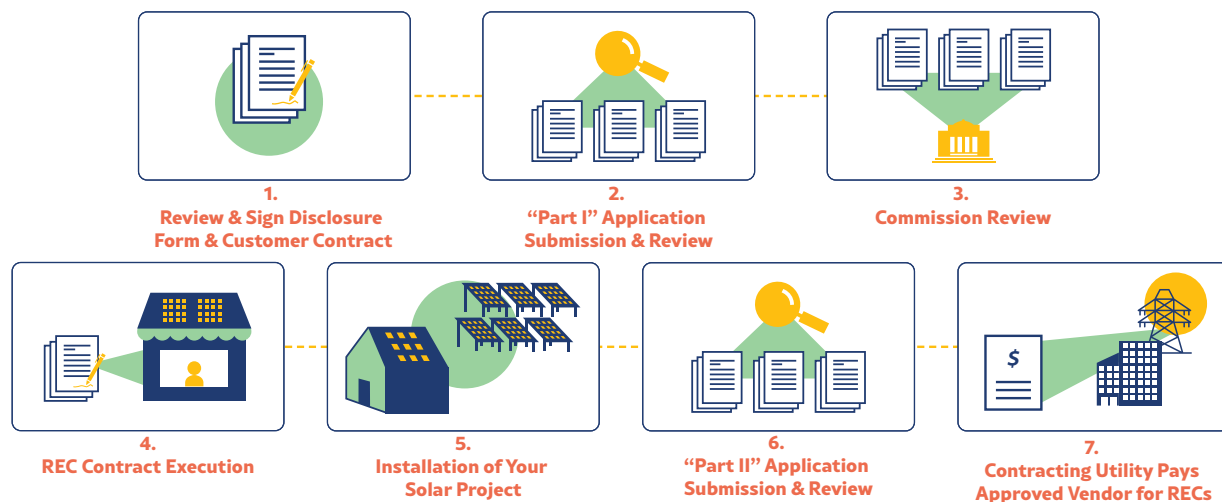 1.
Review & Sign Disclosure
Form & Customer Contract
2.
“Part I” Application
Submission & Review
3.
Commission Review
4.
REC Contract Execution
5.
Installation of Your
Solar Project
6.
“Part II” Application
Submission & Review
$
7.
Contracting Utility Pays
Approved Vendor for RECs